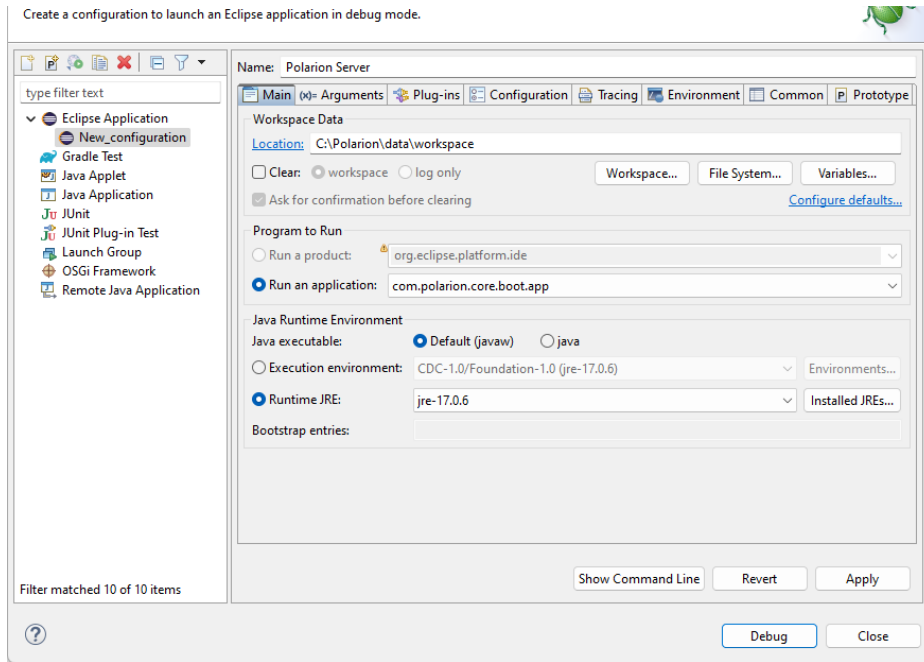 Create a configuration to launch an Eclipse application in debug mode.
type filter text
Eclipse Application
New_configuration
Gradle Test
Java Applet
Java Application
JUnit
JUnit Plug-in Test
Launch Group
OSGi Framework
Remote Java Application
Filter matched 10 of 10 items
Name: Polarion Server
Main (x)= Arguments Plug-ins Configuration Tracing Environment Common P Prototype
Workspace Data
Location: C:\Polarion\data\workspace
Clear: workspace log only Workspace... File System... Variables...
Ask for confirmation before clearing Configure defaults...
Program to Run
Run a product: org.eclipse.platform.ide
Run an application: com.polarion.core.boot.app
Java Runtime Environment
Java executable: Default (javaw) java
Execution environment: CDC-1.0/Foundation-1.0 (jre-17.0.6) Environments...
Runtime JRE: jre-17.0.6 Installed JREs...
Bootstrap entries:
Show Command Line Revert Apply
? Debug Close